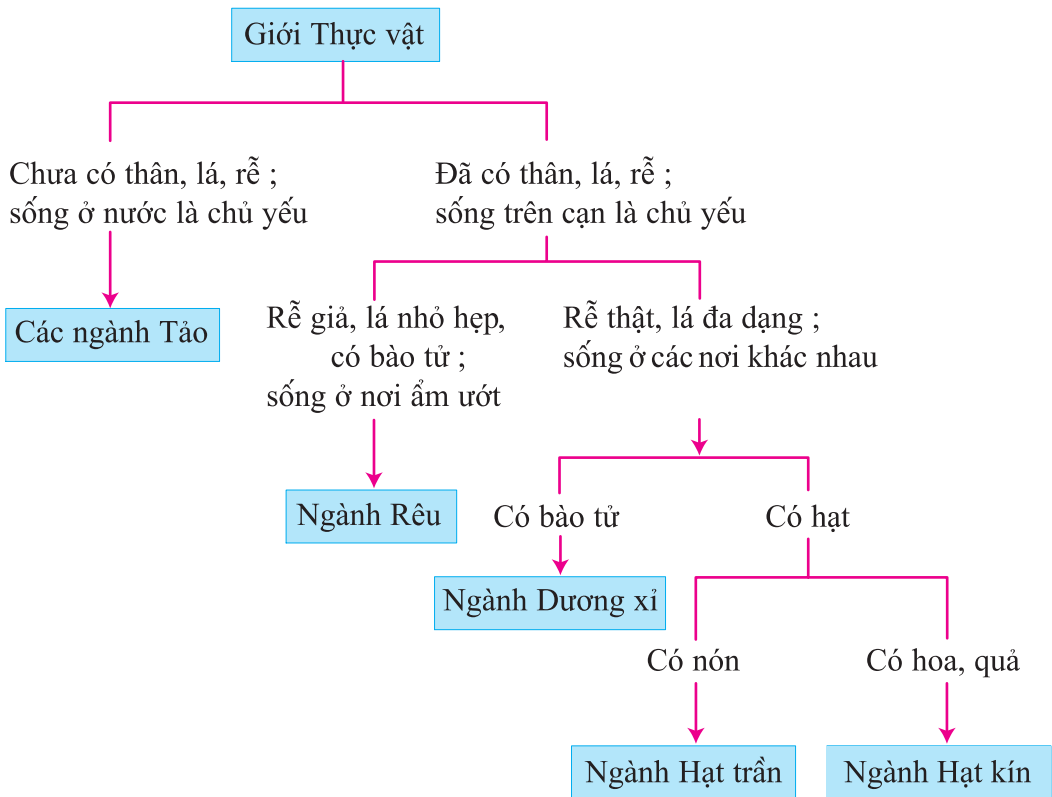 Giới Thực vật
Chưa có thân, lá, rễ ;
sống ở nước là chủ yếu
Đã có thân, lá, rễ ;
sống trên cạn là chủ yếu
Các ngành Tảo
Rễ giả, lá nhỏ hẹp,
có bào tử ;
sống ở nơi ẩm ướt
Rễ thật, lá đa dạng ;
sống ở các nơi khác nhau
Ngành Rêu
Có bào tử
Có hạt
Ngành Dương xỉ
Có nón
Có hoa, quả
Ngành Hạt trần
Ngành Hạt kín